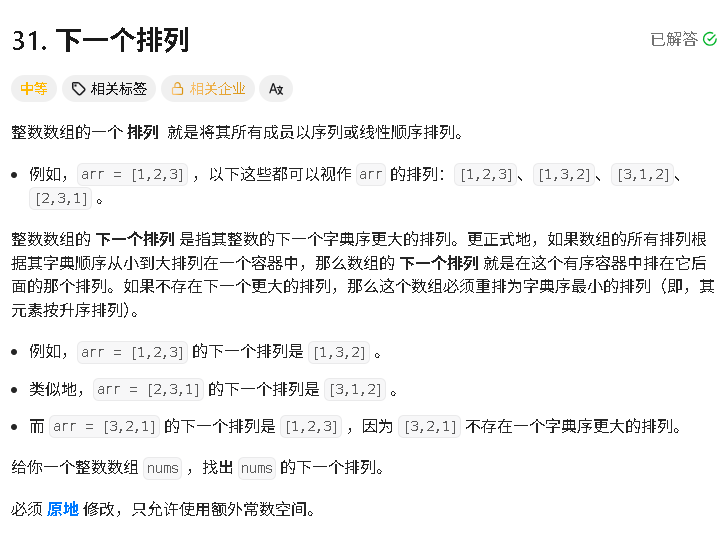 31. 下一个排列
已解答
中等 相关标签 相关企业 A文
整数数组的一个 排列  就是将其所有成员以序列或线性顺序排列。
例如，arr = [1,2,3] ，以下这些都可以视作 arr 的排列：[1,2,3]、[1,3,2]、[3,1,2]、
[2,3,1] 。
整数数组的 下一个排列 是指其整数的下一个字典序更大的排列。更正式地，如果数组的所有排列根
据其字典顺序从小到大排列在一个容器中，那么数组的 下一个排列 就是在这个有序容器中排在它后
面的那个排列。如果不存在下一个更大的排列，那么这个数组必须重排为字典序最小的排列（即，其
元素按升序排列）。
例如，arr = [1,2,3] 的下一个排列是 [1,3,2] 。
类似地，arr = [2,3,1] 的下一个排列是 [3,1,2] 。
而 arr = [3,2,1] 的下一个排列是 [1,2,3] ，因为 [3,2,1] 不存在一个字典序更大的排列。
给你一个整数数组 nums ，找出 nums 的下一个排列。
必须 原地 修改，只允许使用额外常数空间。